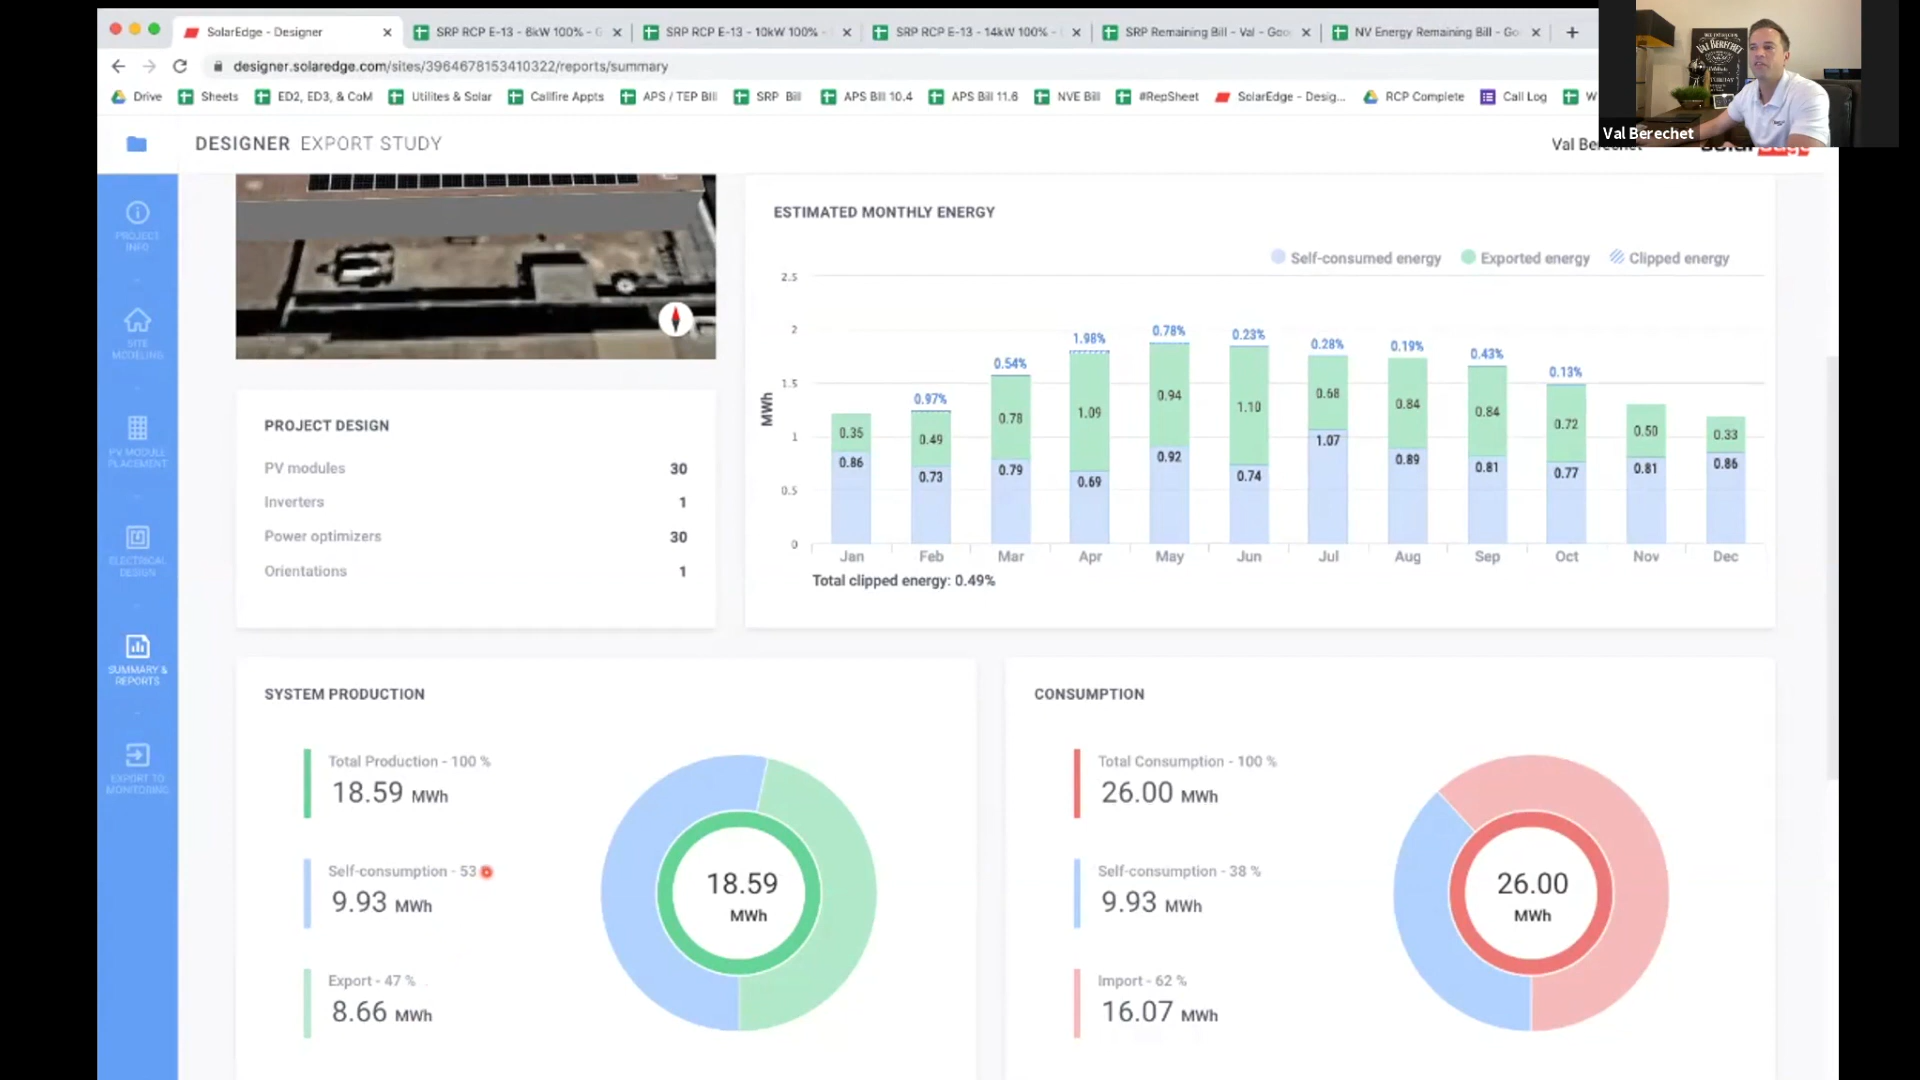 SolarEdge - Designer
SRP RCP E-13 - 6kW 100% - G
SRP RCP E-13 - 10kW 100% -
SRP RCP E-13 - 14kW 100% -
SRP Remaining Bill - Val - Goo
NV Energy Remaining Bill - Go
designer.solaredge.com/sites/3964678153410322/reports/summary
Drive
Sheets
ED2, ED3, & CoM
Utilites & Solar
Callfire Appts
APS / TEP Bill
SRP Bill
APS Bill 10.4
APS Bill 11.6
NVE Bill
#RepSheet
SolarEdge - Desig...
RCP Complete
Call Log
W
VAL BERECHET
Val Berechet
DESIGNER EXPORT STUDY
Val Berechet
solaredge
PROJECT INFO
SITE MODELING
PV MODULE PLACEMENT
ELECTRICAL DESIGN
SUMMARY & REPORTS
EXPORT TO MONITORING
ESTIMATED MONTHLY ENERGY
Self-consumed energy
Exported energy
Clipped energy
MWh
2.5
2
1.5
1
0.5
0
0.97%
0.54%
1.98%
0.78%
0.23%
0.28%
0.19%
0.43%
0.13%
0.35
0.49
0.78
1.09
0.94
1.10
0.68
0.84
0.84
0.72
0.50
0.33
0.86
0.73
0.79
0.69
0.92
0.74
1.07
0.89
0.81
0.77
0.81
0.86
Jan
Feb
Mar
Apr
May
Jun
Jul
Aug
Sep
Oct
Nov
Dec
Total clipped energy: 0.49%
PROJECT DESIGN
PV modules 30
Inverters 1
Power optimizers 30
Orientations 1
SYSTEM PRODUCTION
Total Production - 100 %
18.59 MWh
Self-consumption - 53
9.93 MWh
Export - 47 %
8.66 MWh
18.59
MWh
CONSUMPTION
Total Consumption - 100 %
26.00 MWh
Self-consumption - 38 %
9.93 MWh
Import - 62 %
16.07 MWh
26.00
MWh